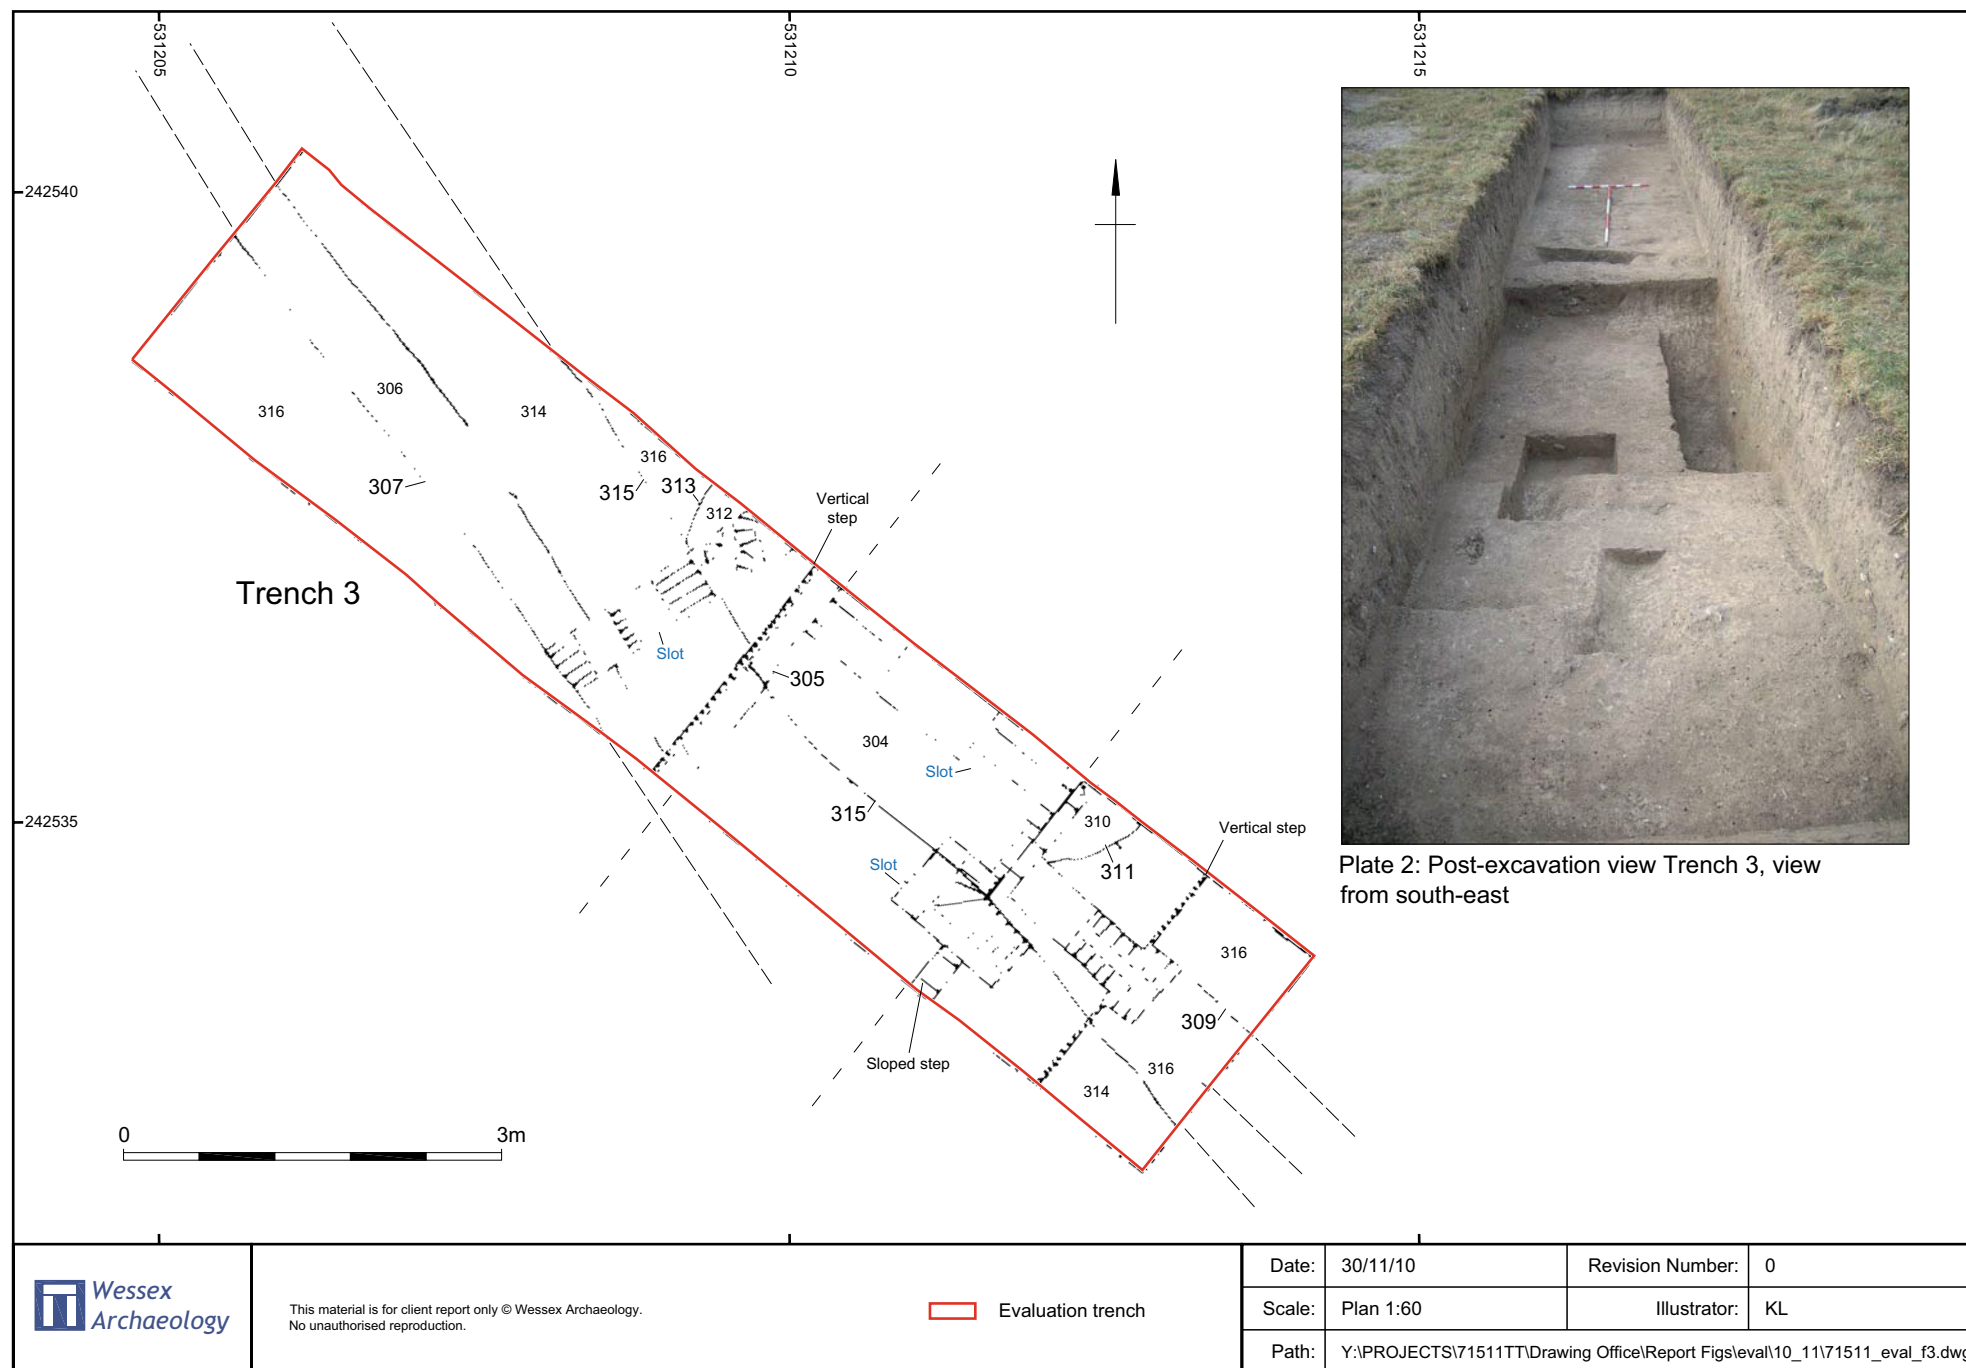 531205
531210
531215
242540
242535
316
306
314
307
316
315
313
312
Vertical
step
Trench 3
Slot
305
304
Slot
315
Slot
310
311
Vertical step
316
309
316
314
Sloped step
0
3m
Plate 2: Post-excavation view Trench 3, view
from south-east
Wessex
Archaeology
This material is for client report only © Wessex Archaeology.
No unauthorised reproduction.
Evaluation trench
Date:
30/11/10
Revision Number:
0
Scale:
Plan 1:60
Illustrator:
KL
Path:
Y:\PROJECTS\71511TT\Drawing Office\Report Figs\eval\10_11\71511_eval_f3.dwg